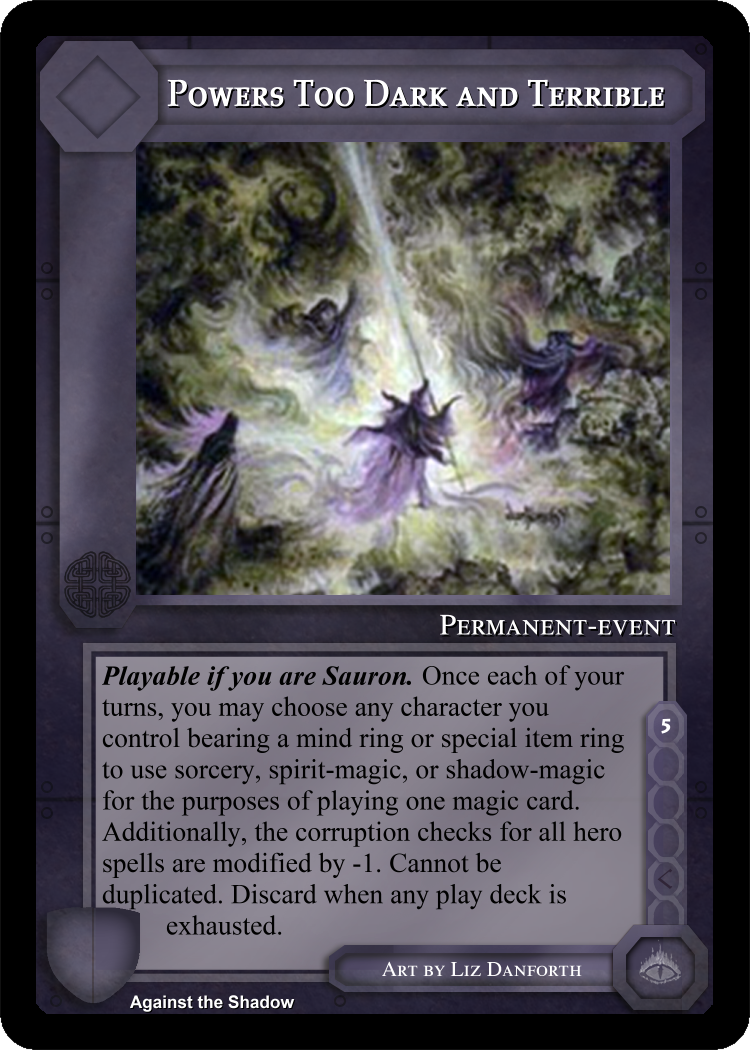 Powers Too Dark and Terrible
Permanent-event
Playable if you are Sauron. Once each of your
turns, you may choose any character you
control bearing a mind ring or special item ring
to use sorcery, spirit-magic, or shadow-magic
for the purposes of playing one magic card.
Additionally, the corruption checks for all hero
spells are modified by -1. Cannot be
duplicated. Discard when any play deck is
exhausted.
5
Art by Liz Danforth
Against the Shadow